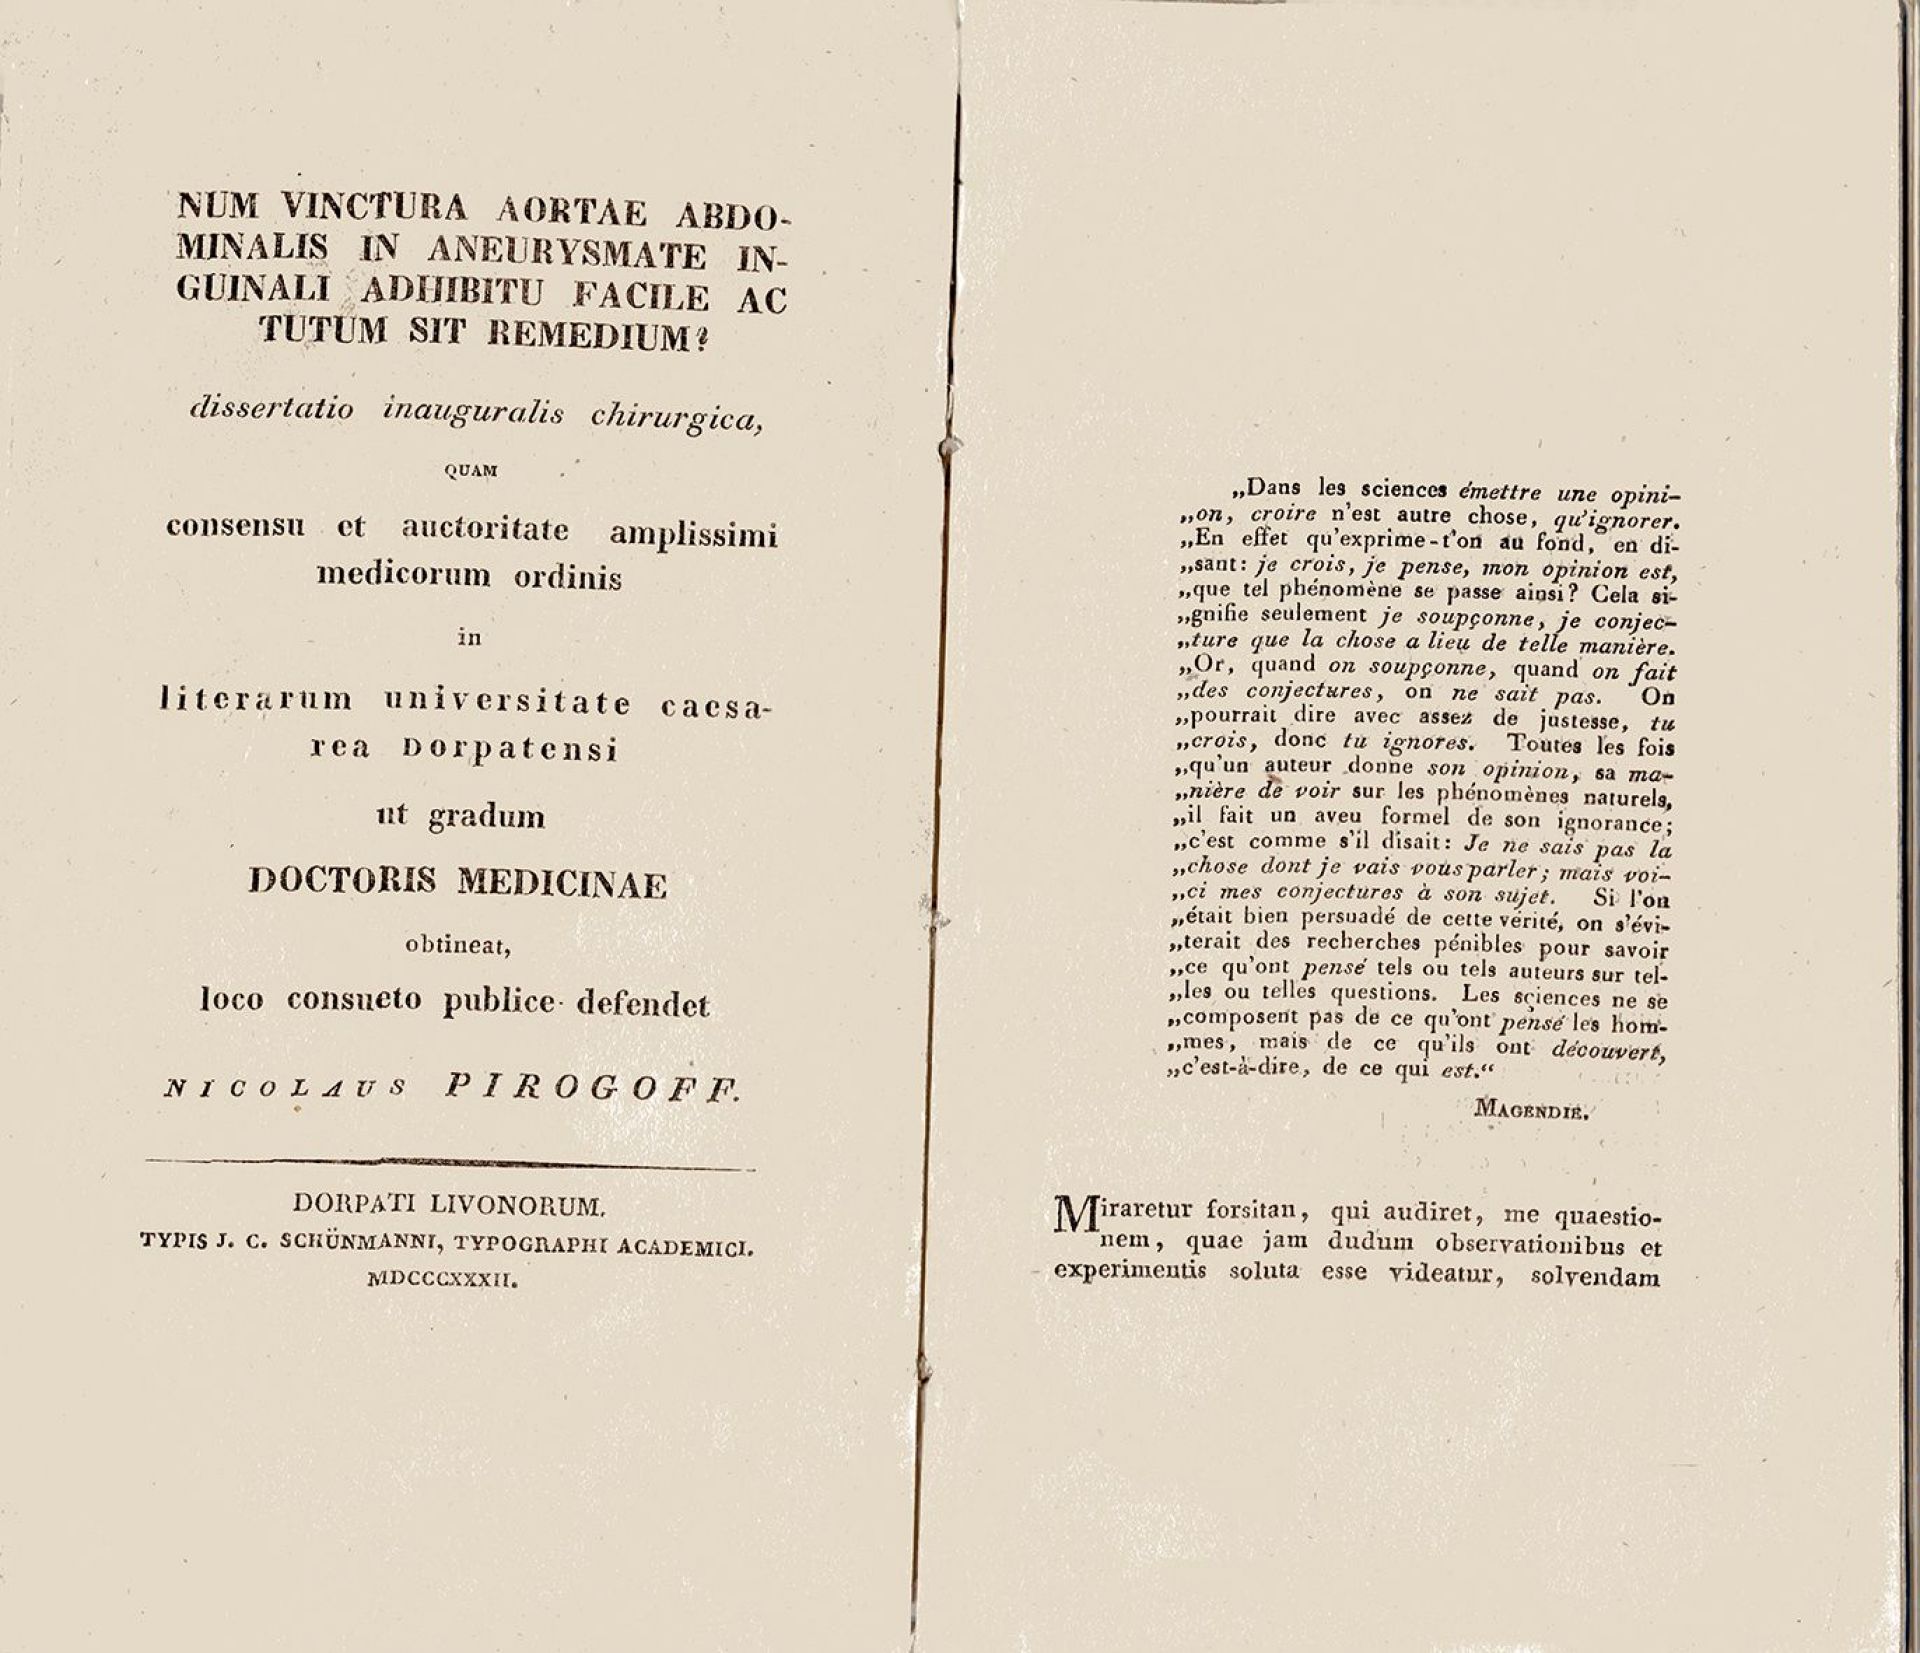 NUM VINCTURA AORTAE ABDO-
MINALIS IN ANEURYSMATE IN-
GUINALI ADHIBITU FACILE AC
TUTUM SIT REMEDIUM?
dissertatio inauguralis chirurgica,
QUAM
consensu et auctoritate amplissimi
medicorum ordinis
in
literarum universitate caesa-
rea Dorpatensi
ut gradum
DOCTORIS MEDICINAE
obtineat,
loco consueto publice defendet
NICOLAUS PIROGOFF.
DORPATI LIVONORUM,
TYPIS J. C. SCHÜNMANNI, TYPOGRAPHI ACADEMICI.
MDCCCXXXII.
„Dans les sciences émettre une opini-
„on, croire n'est autre chose, qu'ignorer.
„En effet qu'exprime-t'on au fond, en di-
„sant: je crois, je pense, mon opinion est,
„que tel phénomène se passe ainsi? Cela si-
„gnifie seulement je soupçonne, je conjec-
„ture que la chose a lieu de telle manière.
„Or, quand on soupçonne, quand on fait
„des conjectures, on ne sait pas. On
„pourrait dire avec assez de justesse, tu
„crois, donc tu ignores. Toutes les fois
„qu'un auteur donne son opinion, sa ma-
„nière de voir sur les phénomènes naturels,
„il fait un aveu formel de son ignorance;
„c'est comme s'il disait: Je ne sais pas la
„chose dont je vais vous parler; mais voi-
„ci mes conjectures à son sujet. Si l'on
„était bien persuadé de cette vérité, on s'évi-
„terait des recherches pénibles pour savoir
„ce qu'ont pensé tels ou tels auteurs sur tel-
„les ou telles questions. Les sciences ne se
„composent pas de ce qu'ont pensé les hom-
„mes, mais de ce qu'ils ont découvert,
„c'est-à-dire, de ce qui est.“
MAGENDIE.
Miraretur forsitan, qui audiret, me quaestio-
nem, quae jam dudum observationibus et
experimentis soluta esse videatur, solvendam